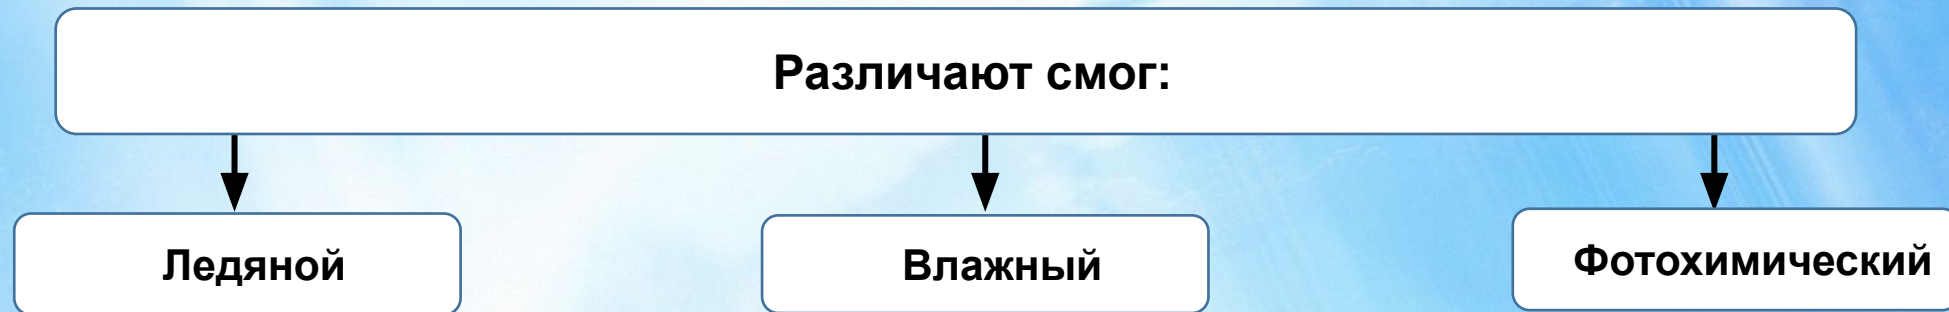 Различают смог:
Ледяной
Влажный
Фотохимический